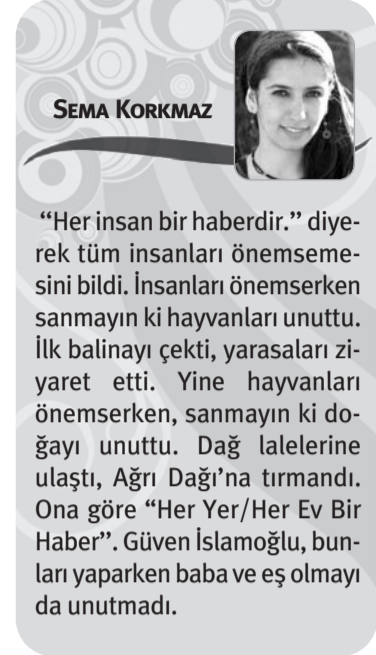 SEMA KORKMAZ
“Her insan bir haberdir.” diye-
rek tüm insanları önemseme-
sini bildi. İnsanları önemserken
sanmayın ki hayvanları unuttu.
İlk balinayı çekti, yarasaları zi-
yaret etti. Yine hayvanları
önemserken, sanmayın ki do-
ğayı unuttu. Dağ lalelerine
ulaştı, Ağrı Dağı’na tırmandı.
Ona göre “Her Yer/Her Ev Bir
Haber”. Güven İslamoğlu, bun-
ları yaparken baba ve eş olmayı
da unutmadı.